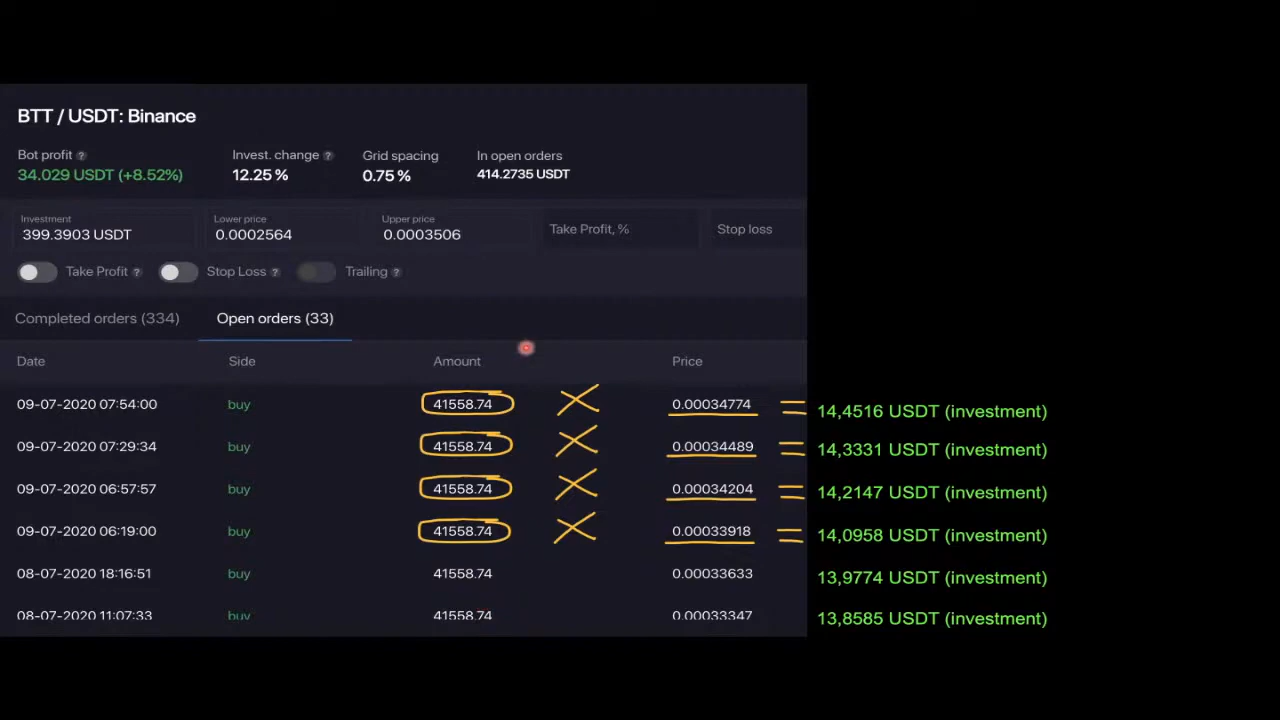 BTT / USDT: Binance
Bot profit ? Invest. change ? Grid spacing In open orders
34.029 USDT (+8.52%) 12.25 % 0.75 % 414.2735 USDT
Investment Lower price Upper price
399.3903 USDT 0.0002564 0.0003506 Take Profit, % Stop loss
Take Profit ? Stop Loss ? Trailing ?
Completed orders (334) Open orders (33)
Date Side Amount Price
09-07-2020 07:54:00 buy 41558.74 X 0.00034774 = 14,4516 USDT (investment)
09-07-2020 07:29:34 buy 41558.74 X 0.00034489 = 14,3331 USDT (investment)
09-07-2020 06:57:57 buy 41558.74 X 0.00034204 = 14,2147 USDT (investment)
09-07-2020 06:19:00 buy 41558.74 X 0.00033918 = 14,0958 USDT (investment)
08-07-2020 18:16:51 buy 41558.74 0.00033633 13,9774 USDT (investment)
08-07-2020 11:07:33 buy 41558.74 0.00033347 13,8585 USDT (investment)